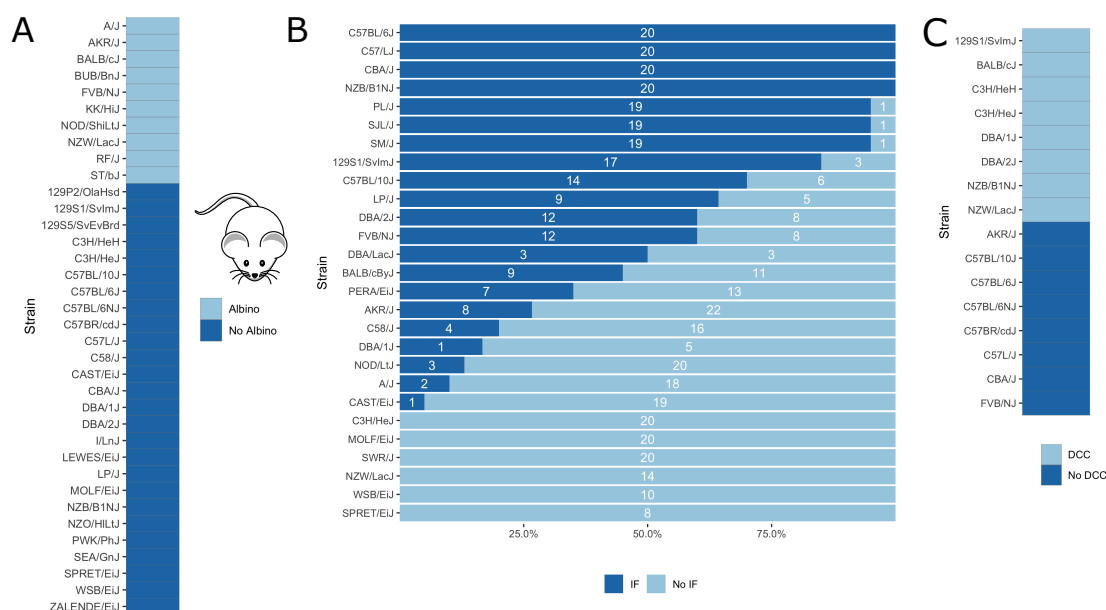 A
A/J
AKR/J
BALB/cJ
BUB/BnJ
FVB/NJ
KK/HiJ
NOD/ShiLtJ
NZW/LacJ
RF/J
ST/bJ
129P2/OlaHsd
129S1/SvImJ
129S5/SvEvBrd
C3H/HeH
C3H/HeJ
C57BL/10J
C57BL/6J
C57BL/6NJ
C57BR/cdJ
C57L/J
C58/J
CAST/EiJ
CBA/J
DBA/1J
DBA/2J
I/LnJ
LEWES/EiJ
LP/J
MOLF/EiJ
NZB/B1NJ
NZO/HILtJ
PWK/PhJ
SEA/GnJ
SPRET/EiJ
WSB/EiJ
ZALENDE/EiJ
Strain
Albino
No Albino
B
Strain
C57BL/6J 20
C57/LJ 20
CBA/J 20
NZB/B1NJ 20
PL/J 19 1
SJL/J 19 1
SM/J 19 1
129S1/SvImJ 17 3
C57BL/10J 14 6
LP/J 9 5
DBA/2J 12 8
FVB/NJ 12 8
DBA/LacJ 3 3
BALB/cByJ 9 11
PERA/EiJ 7 13
AKR/J 8 22
C58/J 4 16
DBA/1J 1 5
NOD/LtJ 3 20
A/J 2 18
CAST/EiJ 1 19
C3H/HeJ 20
MOLF/EiJ 20
SWR/J 20
NZW/LacJ 14
WSB/EiJ 10
SPRET/EiJ 8
25.0% 50.0% 75.0%
IF No IF
C
Strain
129S1/SvImJ
BALB/cJ
C3H/HeH
C3H/HeJ
DBA/1J
DBA/2J
NZB/B1NJ
NZW/LacJ
AKR/J
C57BL/10J
C57BL/6J
C57BL/6NJ
C57BR/cdJ
C57L/J
CBA/J
FVB/NJ
DCC
No DCC